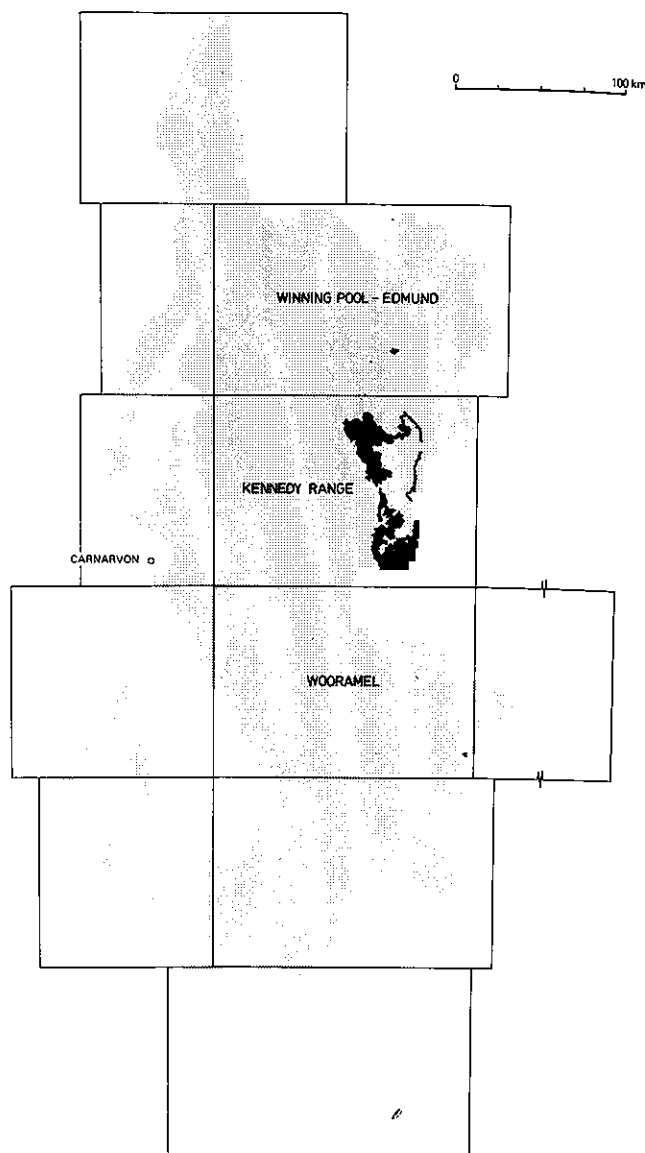 0 100 km
WINNING POOL - EDMUND
KENNEDY RANGE
CARNARVON
WOORAMEL